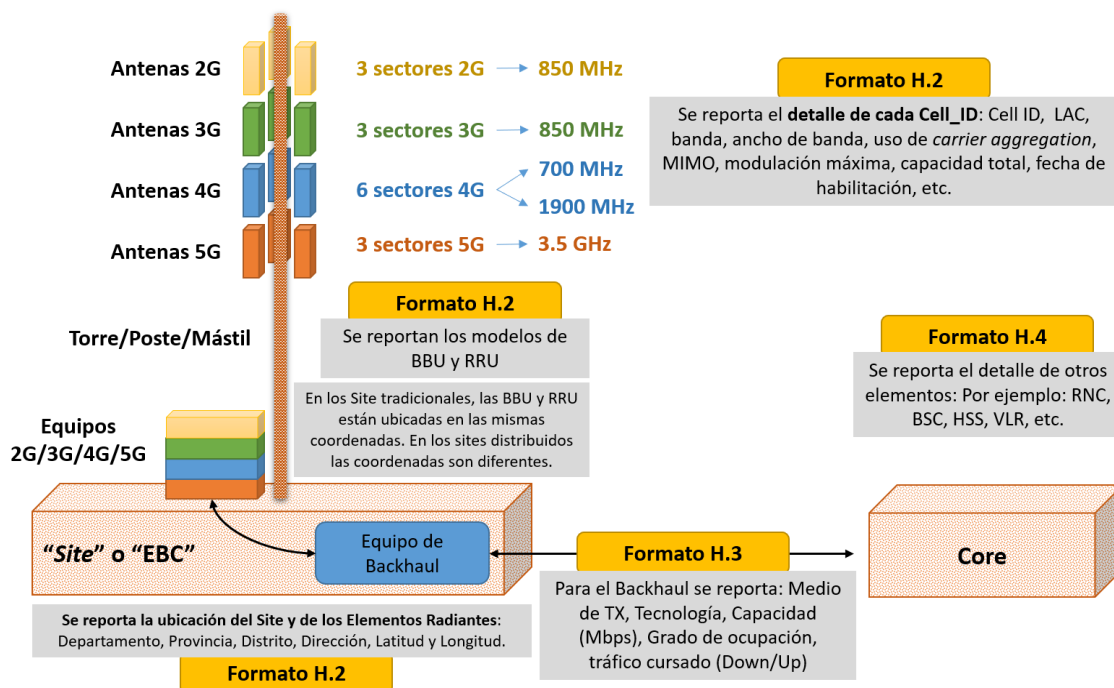 Antenas 2G
3 sectores 2G
850 MHz
Formato H.2
Se reporta el detalle de cada Cell_ID: Cell ID, LAC,
banda, ancho de banda, uso de carrier aggregation,
MIMO, modulación máxima, capacidad total, fecha de
habilitación, etc.
Antenas 3G
3 sectores 3G
850 MHz
Antenas 4G
6 sectores 4G
700 MHz
1900 MHz
Antenas 5G
3 sectores 5G
3.5 GHz
Torre/Poste/Mástil
Formato H.2
Se reportan los modelos de
BBU y RRU
En los Site tradicionales, las BBU y RRU
están ubicadas en las mismas
coordenadas. En los sites distribuidos
las coordenadas son diferentes.
Formato H.4
Se reporta el detalle de otros
elementos: Por ejemplo: RNC,
BSC, HSS, VLR, etc.
Equipos
2G/3G/4G/5G
“Site” o “EBC”
Equipo de
Backhaul
Formato H.3
Para el Backhaul se reporta: Medio
de TX, Tecnología, Capacidad
(Mbps), Grado de ocupación,
tráfico cursado (Down/Up)
Core
Se reporta la ubicación del Site y de los Elementos Radiantes:
Departamento, Provincia, Distrito, Dirección, Latitud y Longitud.
Formato H.2